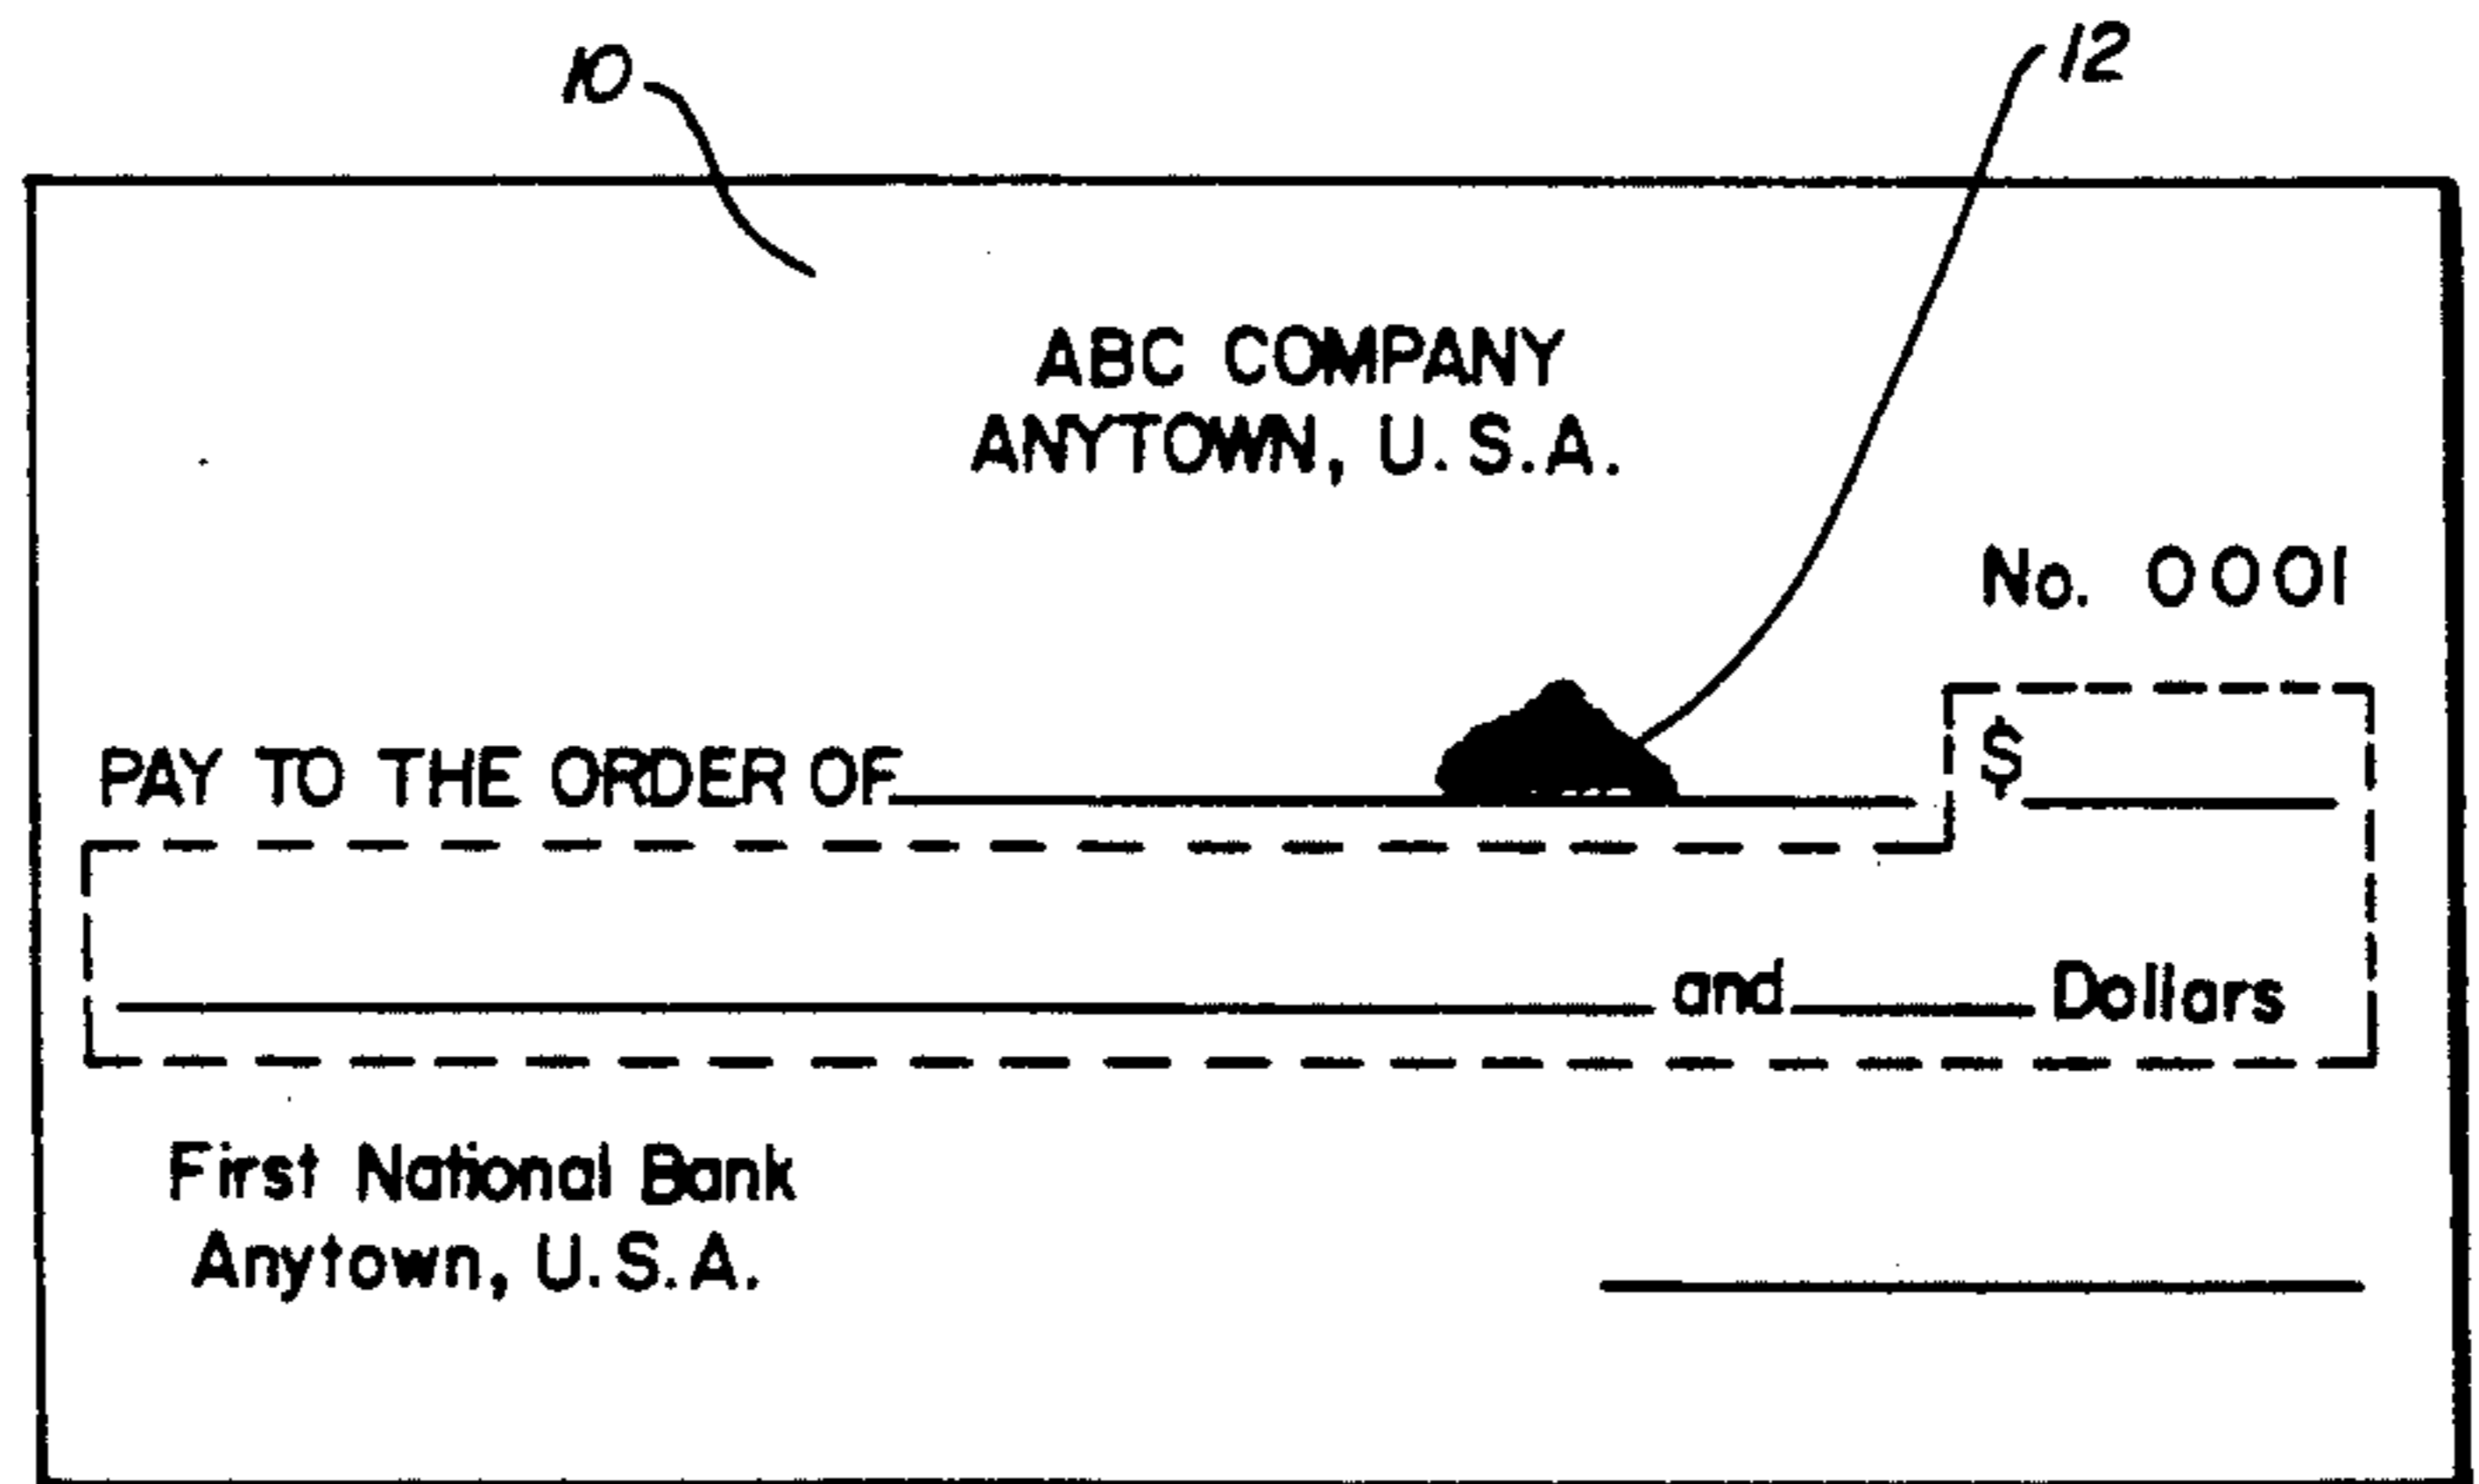 10 12
ABC COMPANY
ANYTOWN, U.S.A.
No. 0001
PAY TO THE ORDER OF $
and Dollars
First National Bank
Anytown, U.S.A.